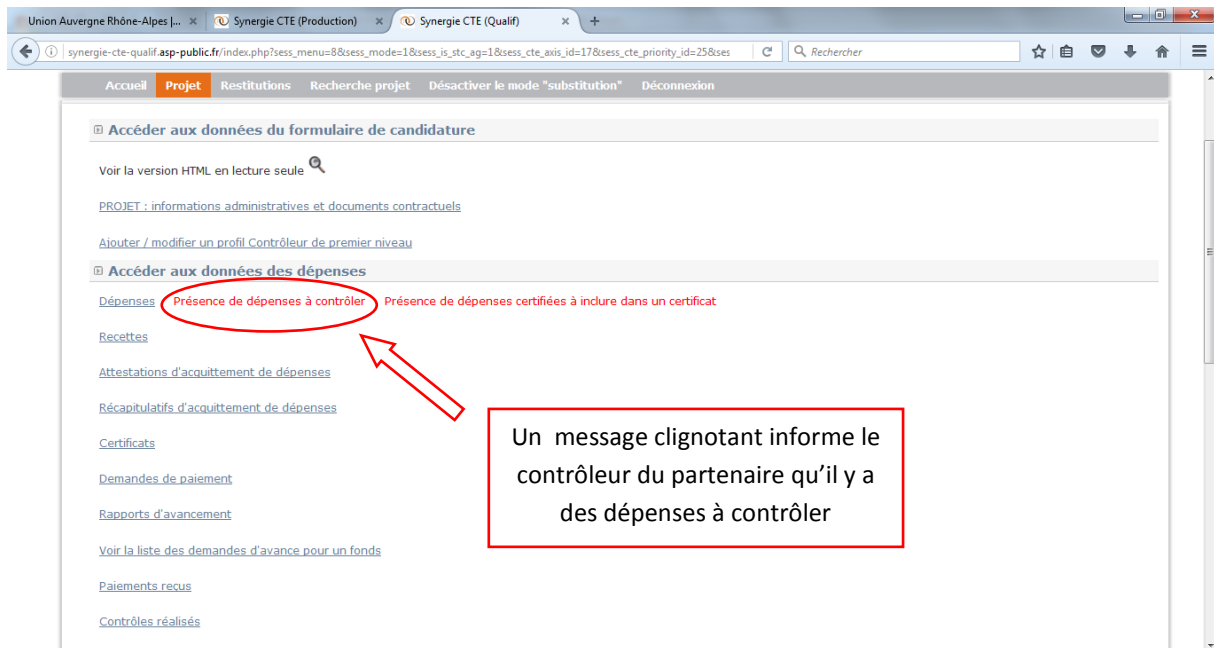 Union Auvergne Rhône-Alpes |... × Synergie CTE (Production) × Synergie CTE (Qualif) × +
synergie-cte-qualif.asp-public.fr/index.php?sess_menu=8&sess_mode=1&sess_is_stc_ag=1&sess_cte_axis_id=17&sess_cte_priority_id=25&ses Rechercher
Accueil Projet Restitutions Recherche projet Désactiver le mode "substitution" Déconnexion
Accéder aux données du formulaire de candidature
Voir la version HTML en lecture seule
PROJET : informations administratives et documents contractuels
Ajouter / modifier un profil Contrôleur de premier niveau
Accéder aux données des dépenses
Dépenses Présence de dépenses à contrôler Présence de dépenses certifiées à inclure dans un certificat
Recettes
Attestations d'acquittement de dépenses
Récapitulatifs d'acquittement de dépenses
Certificats
Demandes de paiement
Rapports d'avancement
Voir la liste des demandes d'avance pour un fonds
Paiements reçus
Contrôles réalisés
Un message clignotant informe le
contrôleur du partenaire qu'il y a
des dépenses à contrôler